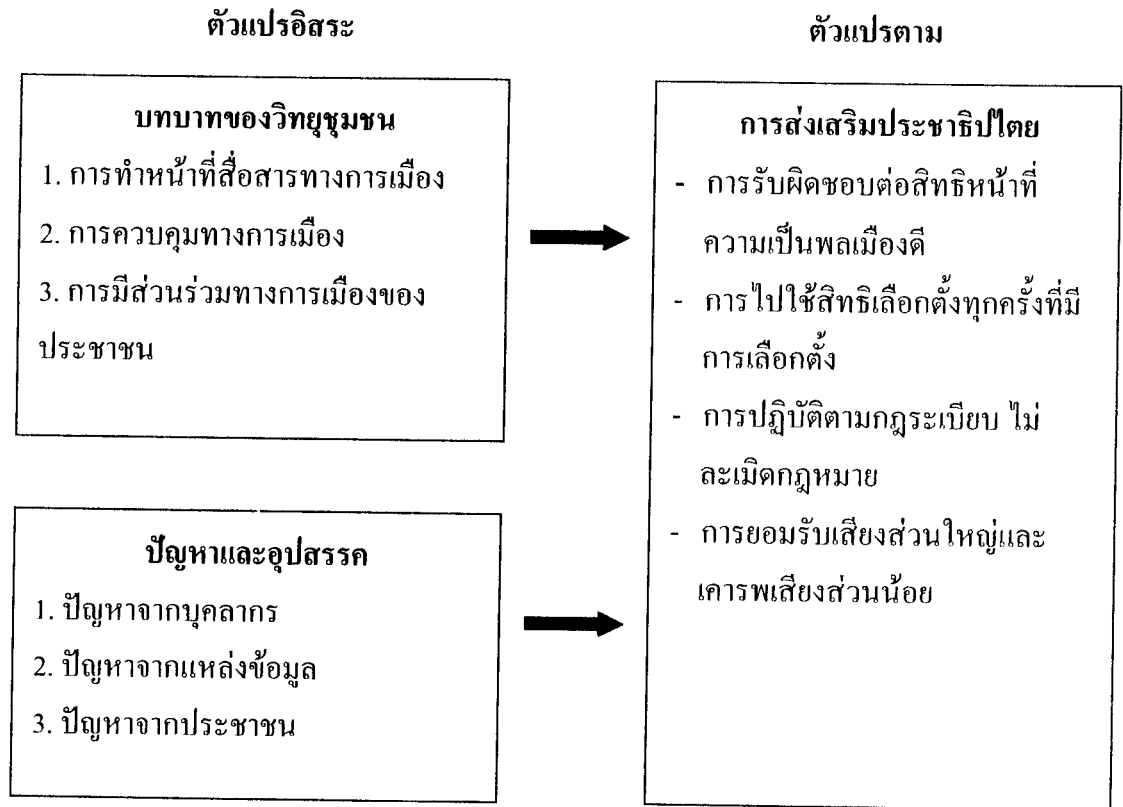 ตัวแปรอิสระ
บทบาทของวิทยุชุมชน
1. การทำหน้าที่สื่อสารทางการเมือง
2. การควบคุมทางการเมือง
3. การมีส่วนร่วมทางการเมืองของ
ประชาชน
ปัญหาและอุปสรรค
1. ปัญหาจากบุคลากร
2. ปัญหาจากแหล่งข้อมูล
3. ปัญหาจากประชาชน
ตัวแปรตาม
การส่งเสริมประชาธิปไตย
- การรับผิดชอบต่อสิทธิหน้าที่
ความเป็นพลเมืองดี
- การไปใช้สิทธิเลือกตั้งทุกครั้งที่มี
การเลือกตั้ง
- การปฏิบัติตามกฎระเบียบ ไม่
ละเมิดกฎหมาย
- การยอมรับเสียงส่วนใหญ่และ
เคารพเสียงส่วนน้อย